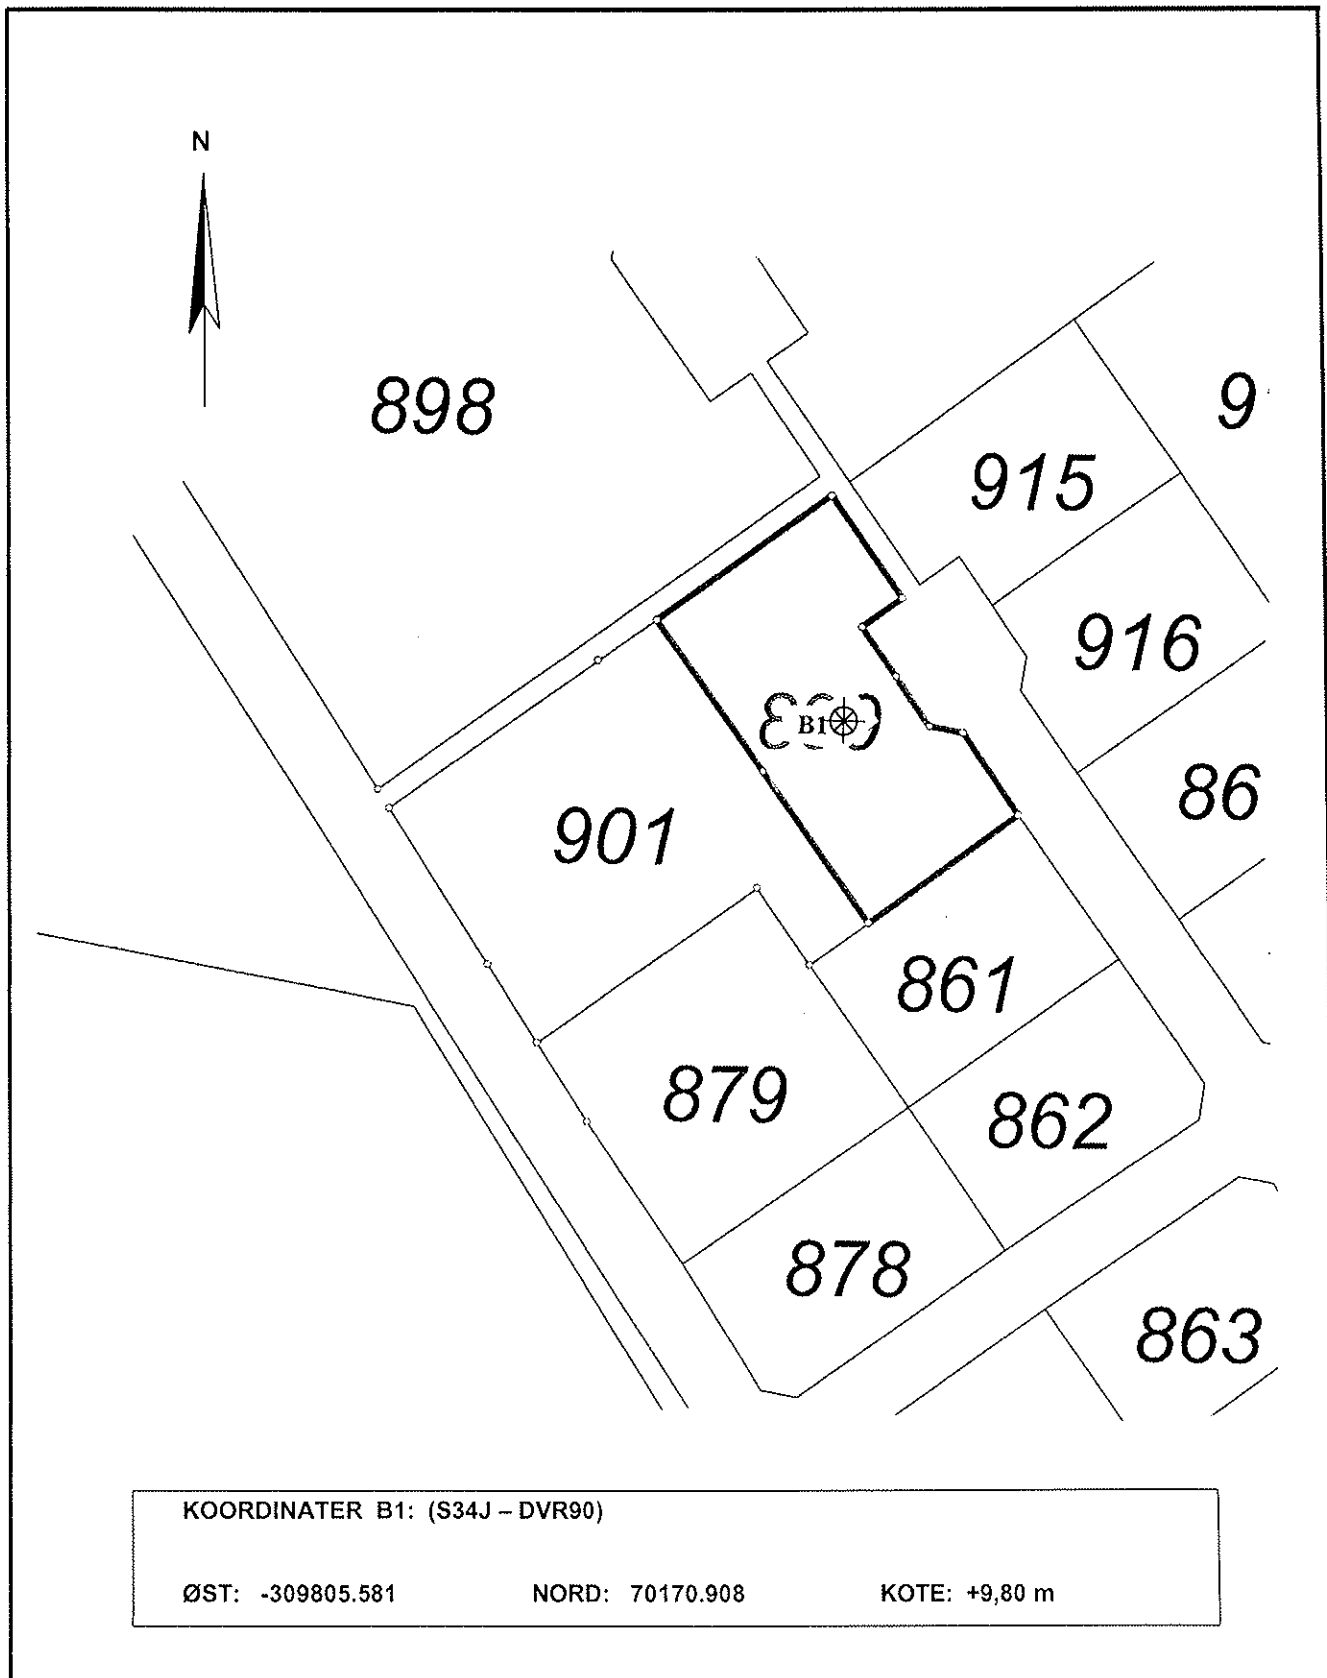 N
898
9
915
916
B1
86
901
861
879
862
878
863
KOORDINATER B1: (S34J – DVR90)
ØST: -309805.581 NORD: 70170.908 KOTE: +9,80 m